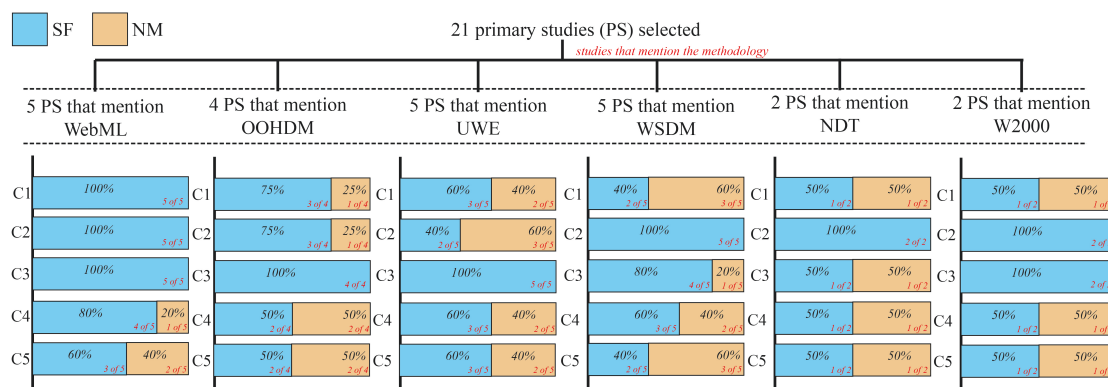 SF NM
21 primary studies (PS) selected
studies that mention the methodology
5 PS that mention WebML
4 PS that mention OOHDM
5 PS that mention UWE
5 PS that mention WSDM
2 PS that mention NDT
2 PS that mention W2000
C1 100% 5 of 5
C2 100% 5 of 5
C3 100% 5 of 5
C4 80% 4 of 5 20% 1 of 5
C5 60% 3 of 5 40% 2 of 5
C1 75% 3 of 4 25% 1 of 4
C2 75% 3 of 4 25% 1 of 4
C3 100% 4 of 4
C4 50% 2 of 4 50% 2 of 4
C5 50% 2 of 4 50% 2 of 4
C1 60% 3 of 5 40% 2 of 5
C2 40% 2 of 5 60% 3 of 5
C3 100% 5 of 5
C4 60% 3 of 5 40% 2 of 5
C5 60% 3 of 5 40% 2 of 5
C1 40% 2 of 5 60% 3 of 5
C2 100% 5 of 5
C3 80% 4 of 5 20% 1 of 5
C4 60% 3 of 5 40% 2 of 5
C5 40% 2 of 5 60% 3 of 5
C1 50% 1 of 2 50% 1 of 2
C2 100% 2 of 2
C3 50% 1 of 2 50% 1 of 2
C4 50% 1 of 2 50% 1 of 2
C5 50% 1 of 2 50% 1 of 2
C1 50% 1 of 2 50% 1 of
C2 100% 2 of
C3 100% 2 of
C4 50% 1 of 2 50% 1 of
C5 50% 1 of 2 50% 1 of